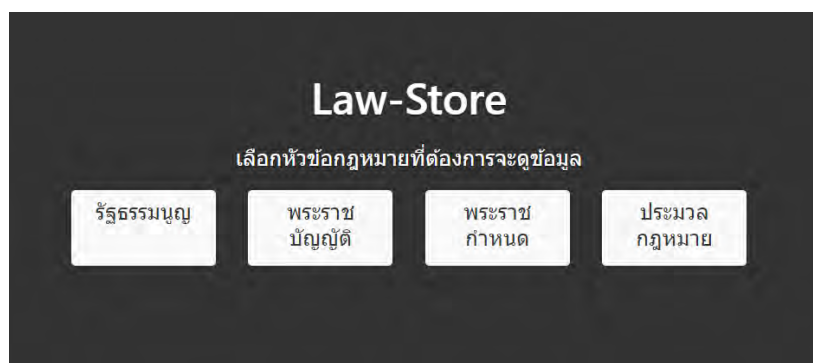 Law-Store
เลือกหัวข้อกฎหมายที่ต้องการจะดูข้อมูล
รัฐธรรมนูญ
พระราช
บัญญัติ
พระราช
กำหนด
ประมวล
กฎหมาย